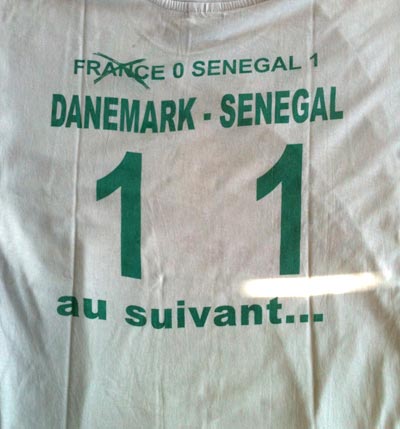 FRANCE 0 SENEGAL 1
DANEMARK - SENEGAL
1 1
au suivant...